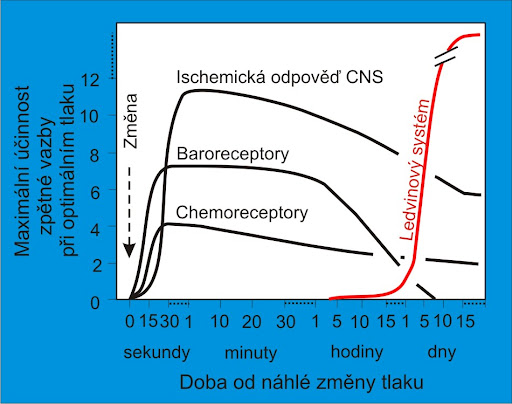 Maximální účinnost
zpětné vazby
při optimálním tlaku
12
10
8
6
4
2
0
Změna
Ischemická odpověď CNS
Baroreceptory
Chemoreceptory
Ledvinový systém
0 15 30 1 10 20 30 1 5 10 15 1 5 10 15
sekundy minuty hodiny dny
Doba od náhlé změny tlaku